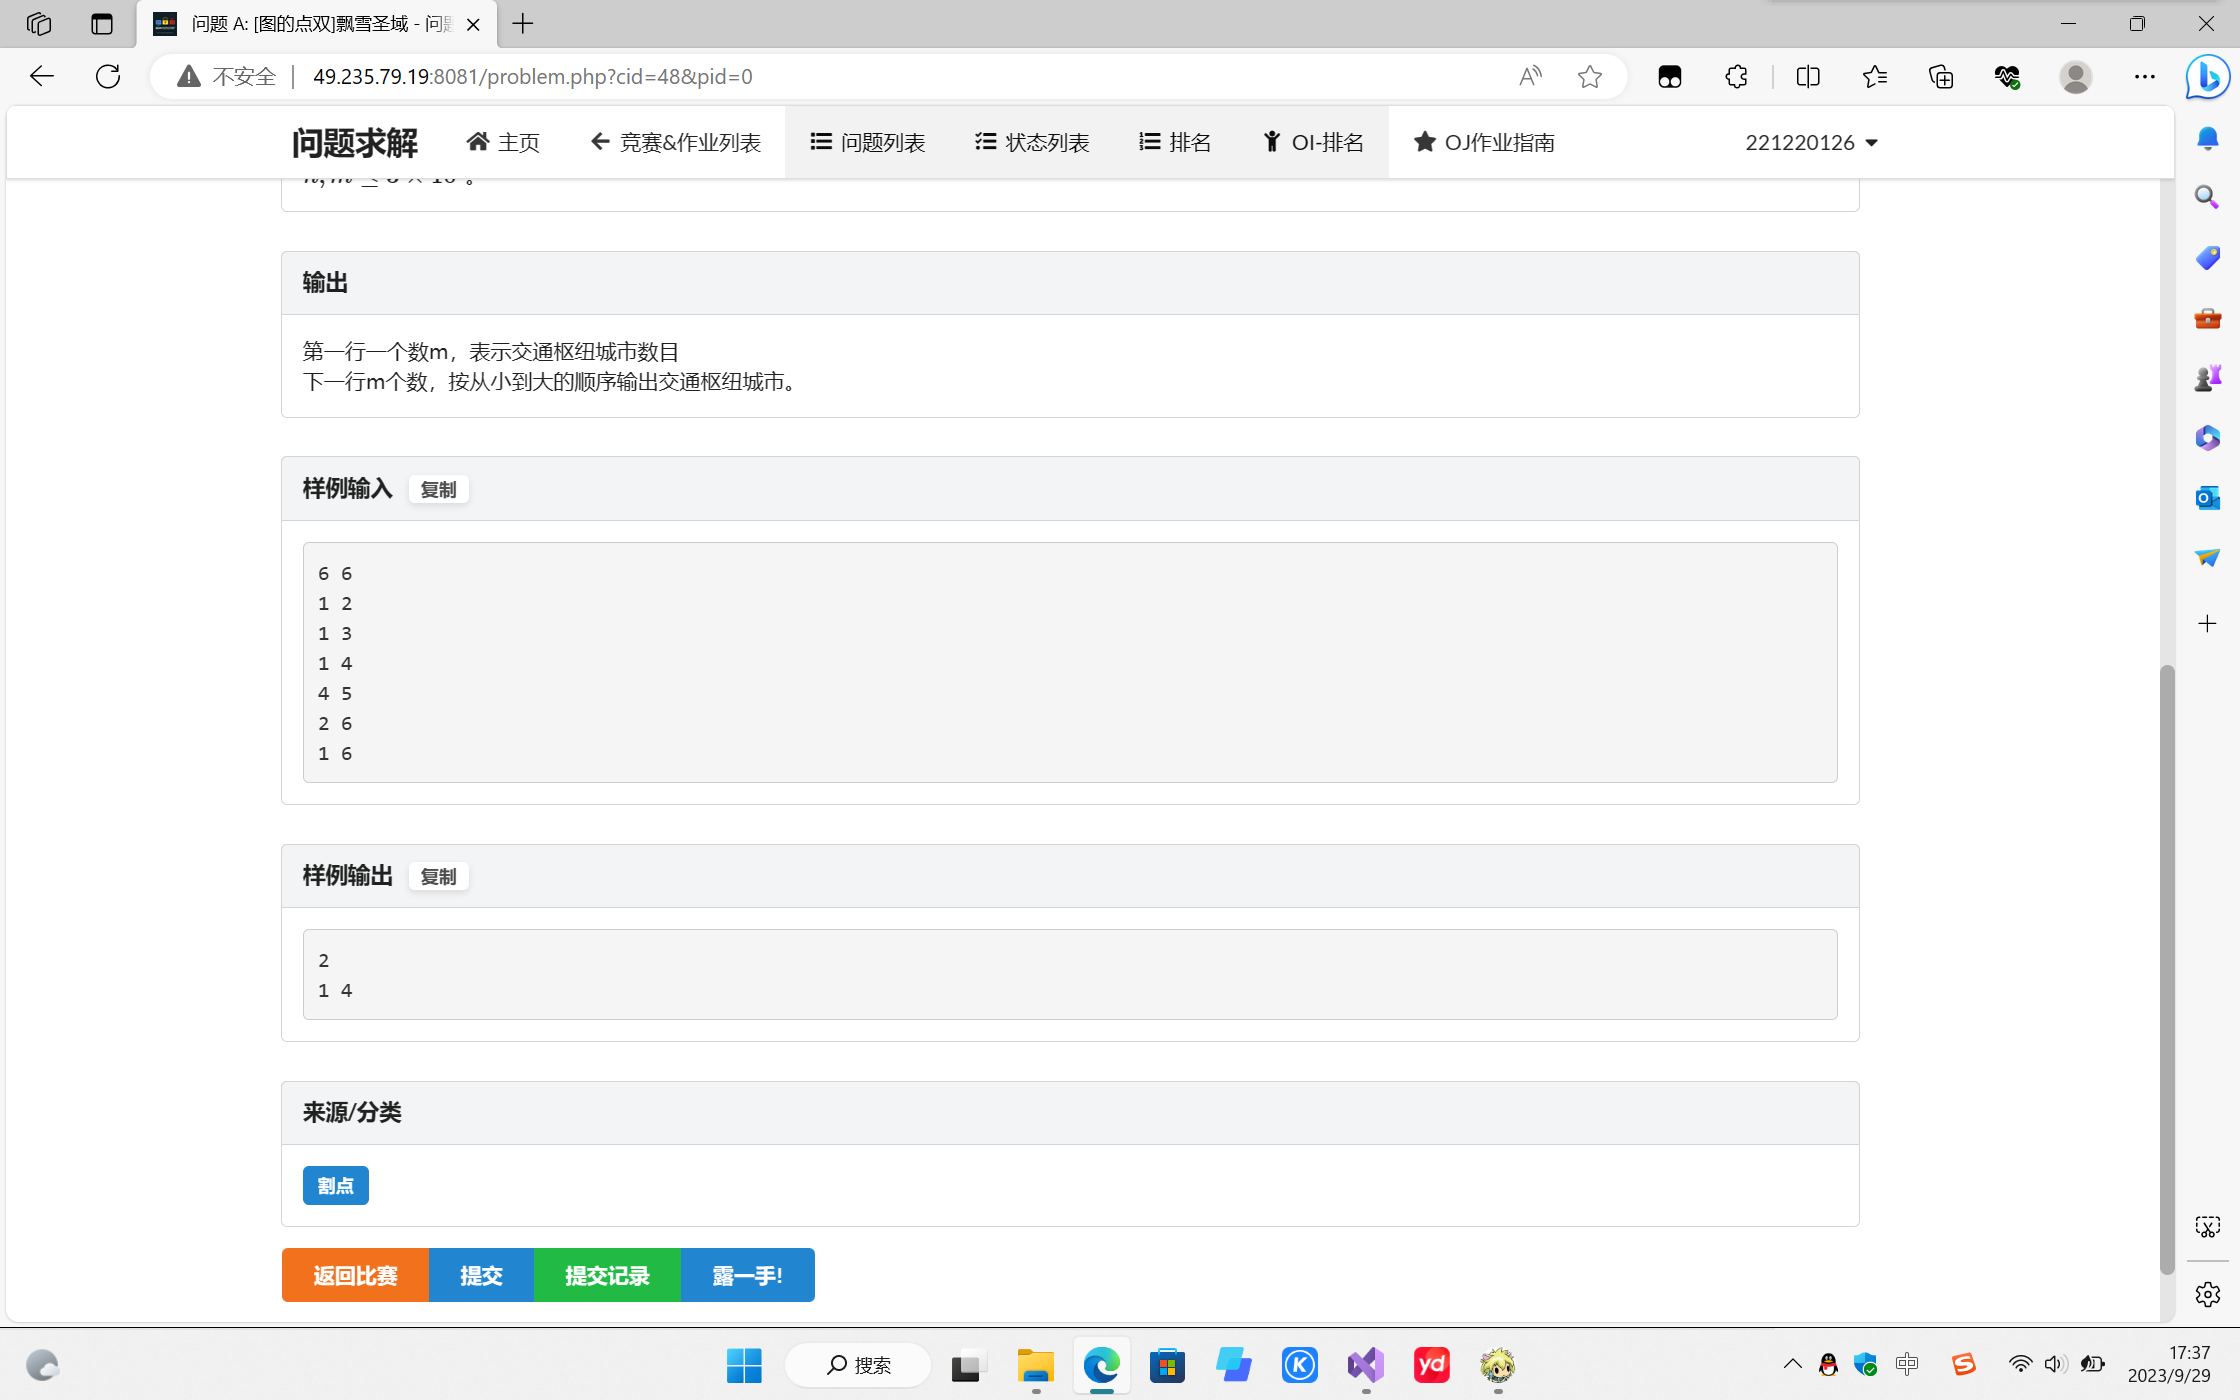 问题 A: [图的点双]飘雪圣域 - 问
不安全 | 49.235.79.19:8081/problem.php?cid=48&pid=0
问题求解 主页 竞赛&作业列表 问题列表 状态列表 排名 OI-排名 OJ作业指南 221220126
输出
第一行一个数m，表示交通枢纽城市数目
下一行m个数，按从小到大的顺序输出交通枢纽城市。
样例输入 复制
6 6
1 2
1 3
1 4
4 5
2 6
1 6
样例输出 复制
2
1 4
来源/分类
割点
返回比赛 提交 提交记录 露一手!
搜索 yd 中 17:37
2023/9/29